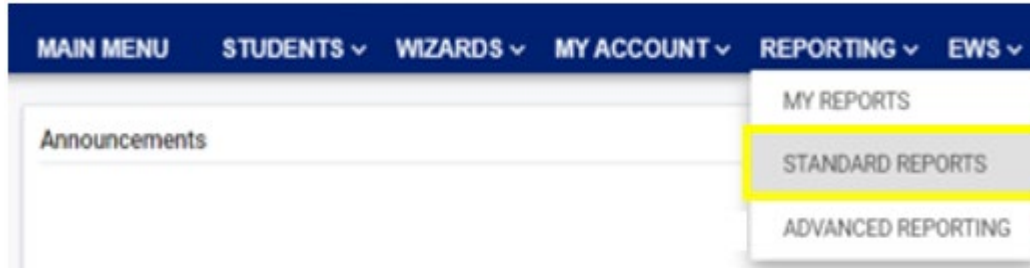 MAIN MENU STUDENTS WIZARDS MY ACCOUNT REPORTING EWS
MY REPORTS
Announcements
STANDARD REPORTS
ADVANCED REPORTING